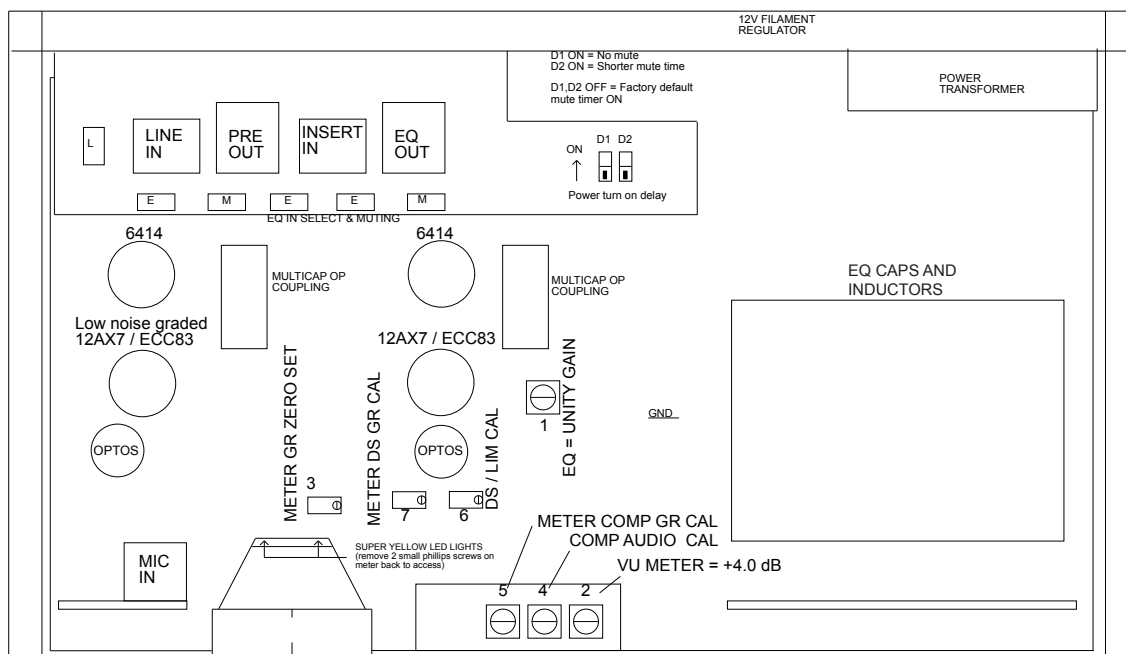 12V FILAMENT
REGULATOR
D1 ON = No mute
D2 ON = Shorter mute time
D1,D2 OFF = Factory default
mute timer ON
POWER
TRANSFORMER
L
LINE
IN
PRE
OUT
INSERT
IN
EQ
OUT
ON
D1 D2
Power turn on delay
E
M
E
E
M
EQ IN SELECT & MUTING
6414
6414
MULTICAP OP
COUPLING
MULTICAP OP
COUPLING
EQ CAPS AND
INDUCTORS
Low noise graded
12AX7 / ECC83
12AX7 / ECC83
METER GR ZERO SET
METER DS GR CAL
DS / LIM CAL
EQ = UNITY GAIN
1
GND
OPTOS
OPTOS
3
7
6
METER COMP GR CAL
COMP AUDIO CAL
VU METER = +4.0 dB
SUPER YELLOW LED LIGHTS
(remove 2 small phillips screws on
meter back to access)
MIC
IN
5
4
2